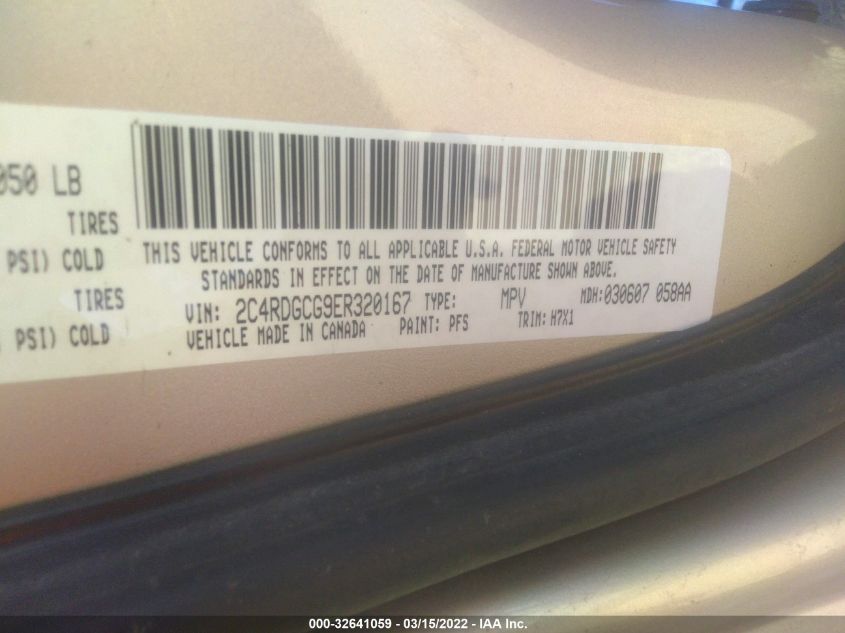 050 LB
TIRES
PSI) COLD
TIRES
PSI) COLD
THIS VEHICLE CONFORMS TO ALL APPLICABLE U.S.A. FEDERAL MOTOR VEHICLE SAFETY
STANDARDS IN EFFECT ON THE DATE OF MANUFACTURE SHOWN ABOVE.
VIN: 2C4RDGCG9ER320167 TYPE: MPV MDH:030607 058AA
VEHICLE MADE IN CANADA PAINT: PFS TRIM: H7X1
000-32641059 - 03/15/2022 - IAA Inc.